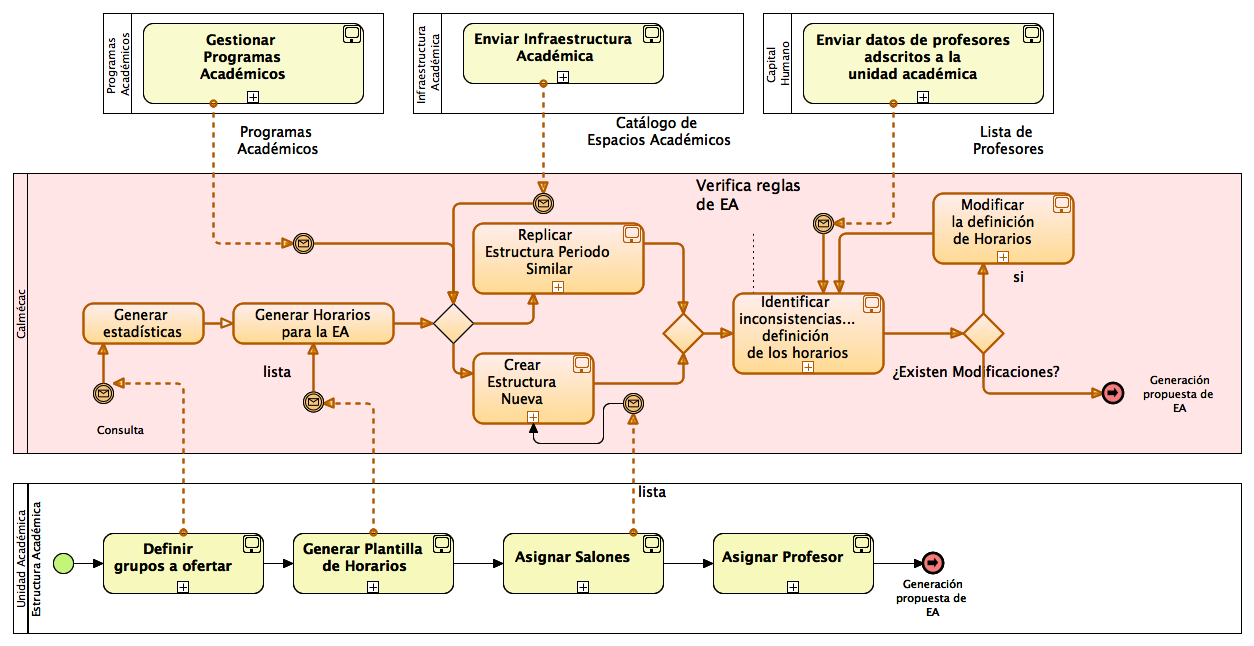 Programas
Académicos
Gestionar
Programas
Académicos
Infraestructura
Académica
Enviar Infraestructura
Académica
Capital
Humano
Enviar datos de profesores
adscritos a la
unidad académica
Programas
Académicos
Catálogo de
Espacios Académicos
Lista de
Profesores
Calmécac
Verifica reglas
de EA
Modificar
la definición
de Horarios
Replicar
Estructura Periodo
Similar
si
Generar
estadísticas
Generar Horarios
para la EA
Identificar
inconsistencias...
definición
de los horarios
lista
Crear
Estructura
Nueva
¿Existen Modificaciones?
Generación
propuesta de
EA
Consulta
lista
Unidad Académica
Estructura Académica
Definir
grupos a ofertar
Generar Plantilla
de Horarios
Asignar Salones
Asignar Profesor
Generación
propuesta de
EA